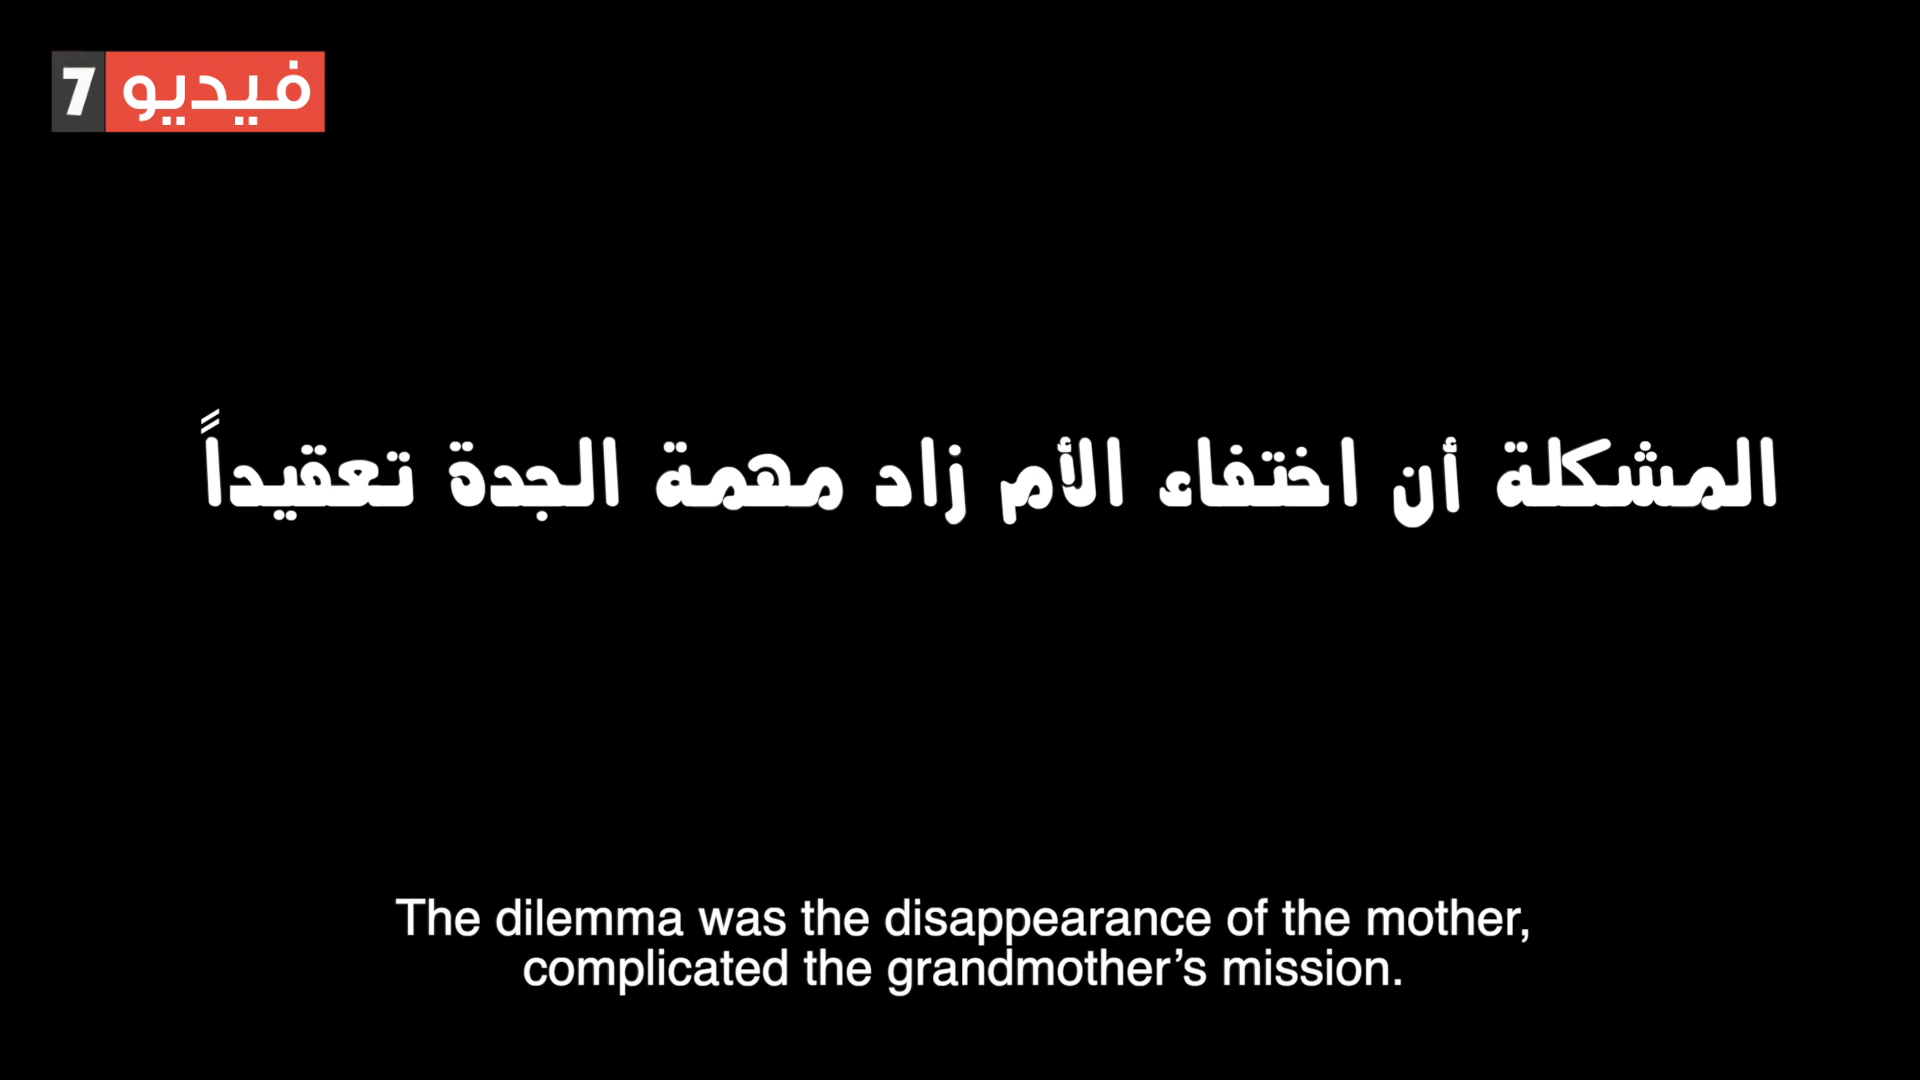 فيديو 7
المشكلة أن اختفاء الأم زاد مهمة الجدة تعقيداً
The dilemma was the disappearance of the mother,
complicated the grandmother’s mission.